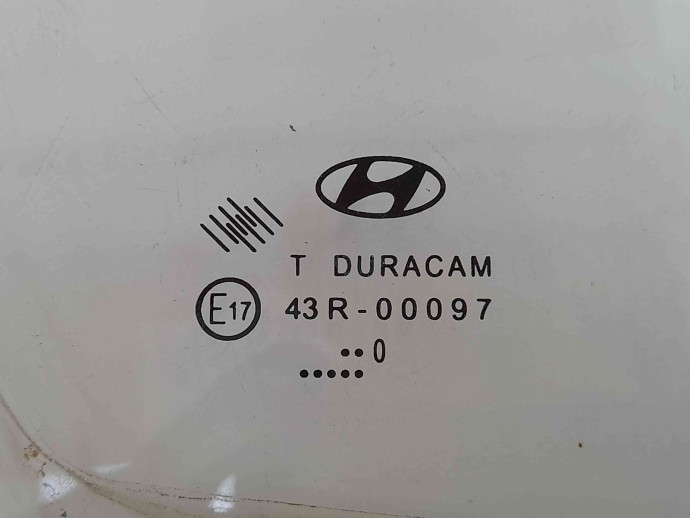 T DURACAM
E17 43R-00097
..0
.....